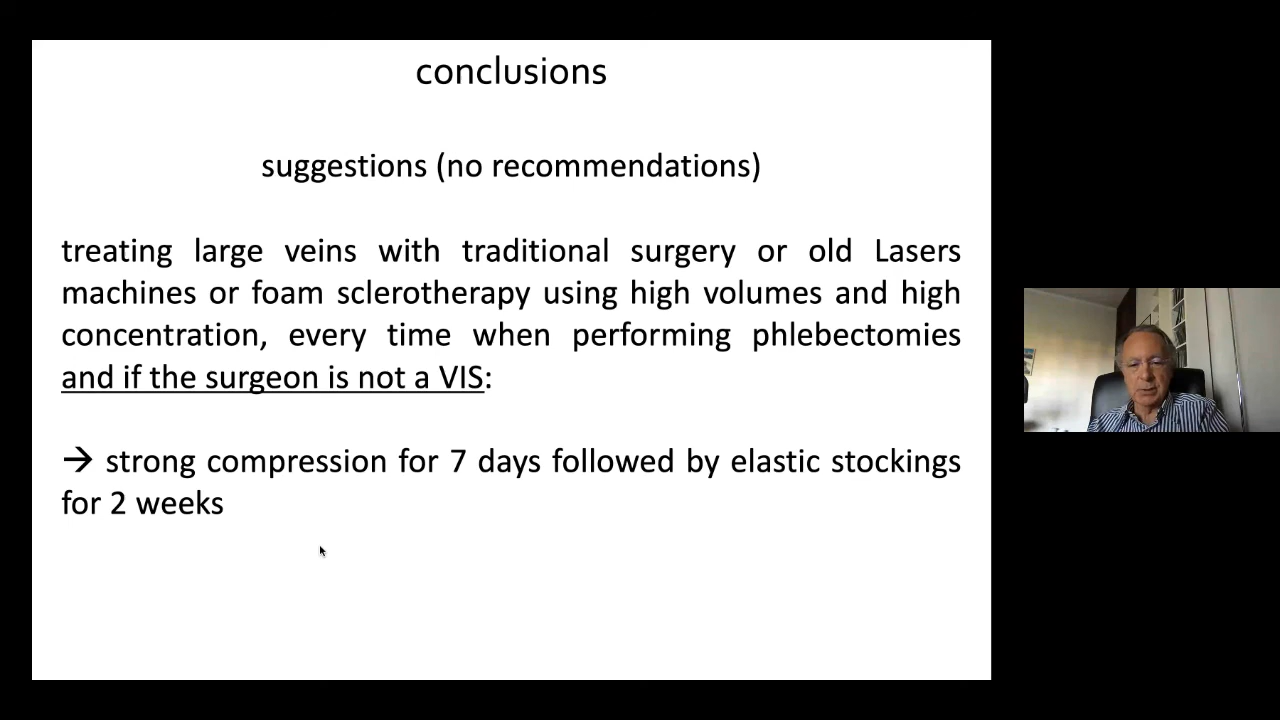 conclusions
suggestions (no recommendations)
treating large veins with traditional surgery or old Lasers
machines or foam sclerotherapy using high volumes and high
concentration, every time when performing phlebectomies
and if the surgeon is not a VIS:
→ strong compression for 7 days followed by elastic stockings
for 2 weeks